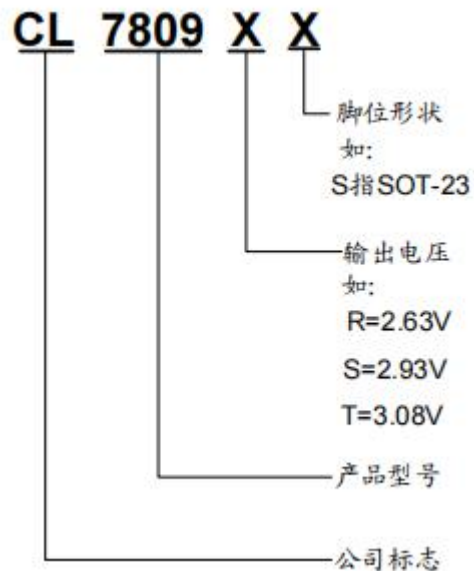 CL 7809 X X
脚位形状
如:
S指SOT-23
输出电压
如:
R=2.63V
S=2.93V
T=3.08V
产品型号
公司标志